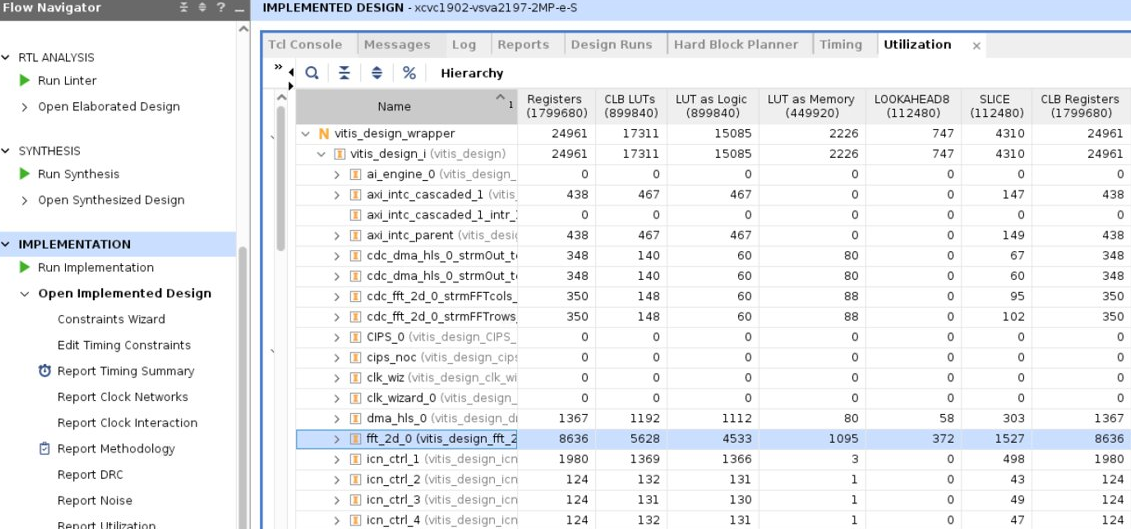 Flow Navigator
RTL ANALYSIS
Run Linter
Open Elaborated Design
SYNTHESIS
Run Synthesis
Open Synthesized Design
IMPLEMENTATION
Run Implementation
Open Implemented Design
Constraints Wizard
Edit Timing Constraints
Report Timing Summary
Report Clock Networks
Report Clock Interaction
Report Methodology
Report DRC
Report Noise
Report Utilization
IMPLEMENTED DESIGN - xcvc1902-vsva2197-2MP-e-S
Tcl Console Messages Log Reports Design Runs Hard Block Planner Timing Utilization
Hierarchy
Name 1 Registers (1799680) CLB LUTs (899840) LUT as Logic (899840) LUT as Memory (449920) LOOKAHEAD8 (112480) SLICE (112480) CLB Registers (1799680)
N vitis_design_wrapper 24961 17311 15085 2226 747 4310 24961
vitis_design_i (vitis_design) 24961 17311 15085 2226 747 4310 24961
ai_engine_0 (vitis_design_ 0 0 0 0 0 0 0
axi_intc_cascaded_1 (vitis_ 438 467 467 0 0 147 438
axi_intc_cascaded_1_intr_ 0 0 0 0 0 0 0
axi_intc_parent (vitis_desi 438 467 467 0 0 149 438
cdc_dma_hls_0_strmOut_t 348 140 60 80 0 67 348
cdc_dma_hls_0_strmOut_t 348 140 60 80 0 60 348
cdc_fft_2d_0_strmFFTcols_ 350 148 60 88 0 95 350
cdc_fft_2d_0_strmFFTrows_ 350 148 60 88 0 102 350
CIPS_0 (vitis_design_CIPS_ 0 0 0 0 0 0 0
cips_noc (vitis_design_cips 0 0 0 0 0 0 0
clk_wiz (vitis_design_clk_wi 0 0 0 0 0 0 0
clk_wizard_0 (vitis_design_ 0 0 0 0 0 0 0
dma_hls_0 (vitis_design_d 1367 1192 1112 80 58 303 1367
fft_2d_0 (vitis_design_fft_2 8636 5628 4533 1095 372 1527 8636
icn_ctrl_1 (vitis_design_icn 1980 1369 1366 3 0 498 1980
icn_ctrl_2 (vitis_design_icn 124 132 131 1 0 43 124
icn_ctrl_3 (vitis_design_icn 124 131 130 1 0 49 124
icn_ctrl_4 (vitis_design_icn 124 132 131 1 0 47 124